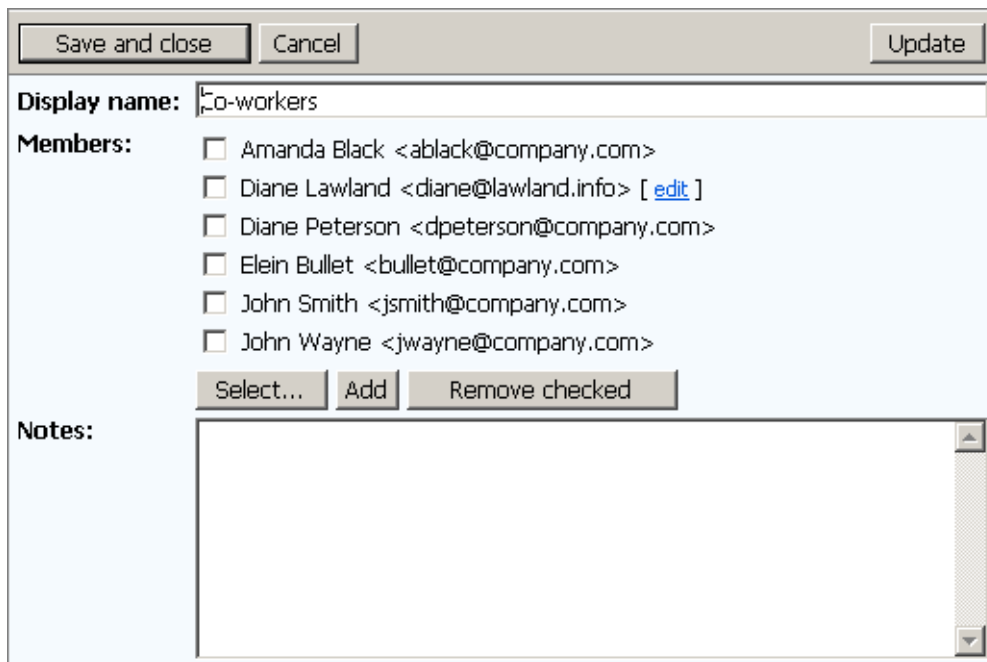 Save and close Cancel Update
Display name: Co-workers
Members:
Amanda Black <ablack@company.com>
Diane Lawland <diane@lawland.info> [ edit ]
Diane Peterson <dpeterson@company.com>
Elein Bullet <bullet@company.com>
John Smith <jsmith@company.com>
John Wayne <jwayne@company.com>
Select... Add Remove checked
Notes: